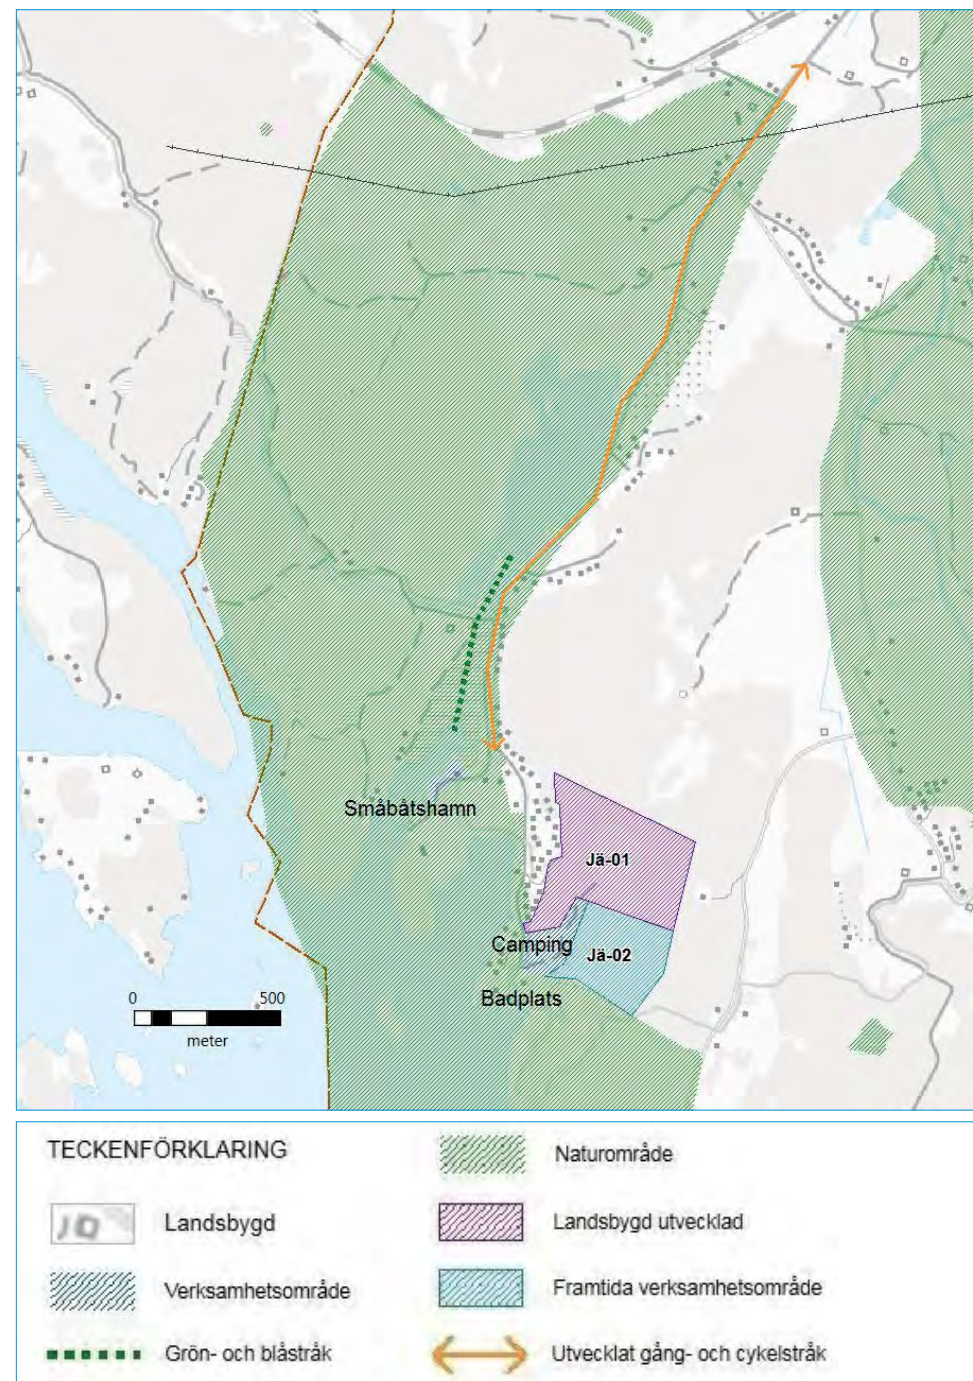 Småbåtshamn
Jä-01
Camping
Jä-02
Badplats
0 500
meter
TECKENFÖRKLARING
Landsbygd
Verksamhetsområde
Grön- och blåstråk
Naturområde
Landsbygd utvecklad
Framtida verksamhetsområde
Utvecklat gång- och cykelstråk